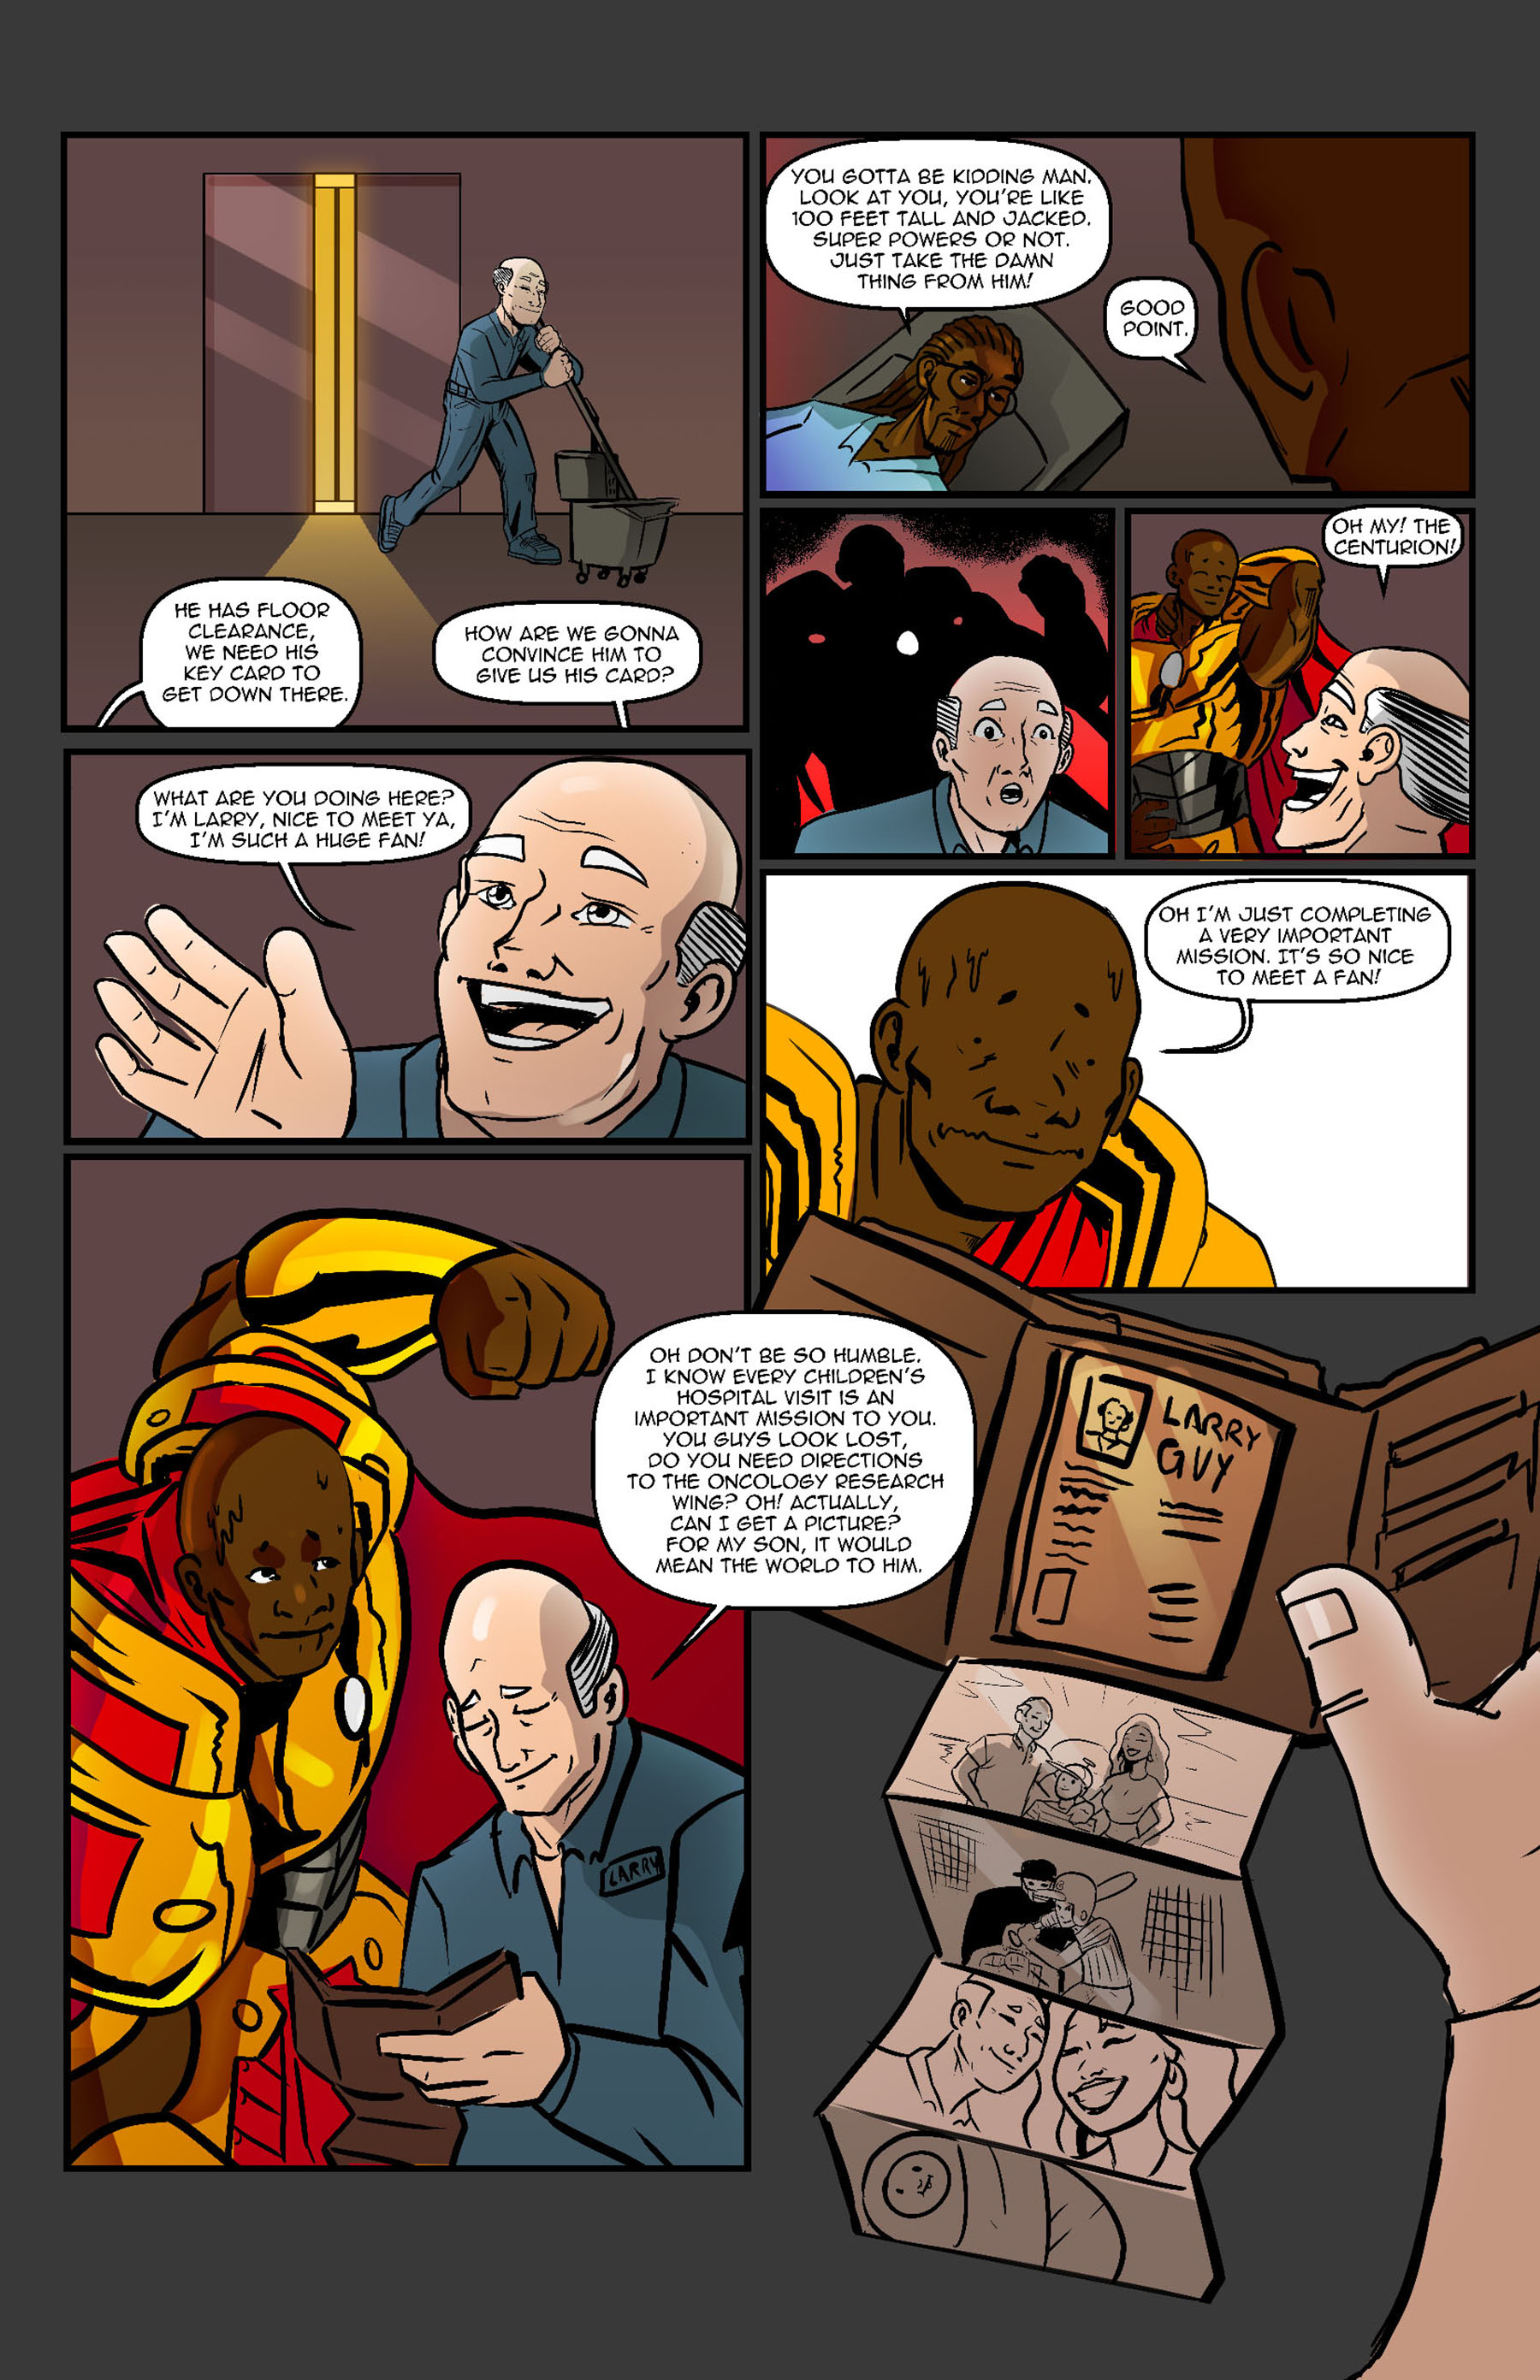 HE HAS FLOOR
CLEARANCE,
WE NEED HIS
KEY CARD TO
GET DOWN THERE.
HOW ARE WE GONNA
CONVINCE HIM TO
GIVE US HIS CARD?
YOU GOTTA BE KIDDING MAN.
LOOK AT YOU, YOU'RE LIKE
100 FEET TALL AND JACKED.
SUPER POWERS OR NOT.
JUST TAKE THE DAMN
THING FROM HIM!
GOOD
POINT.
OH MY! THE
CENTURION!
WHAT ARE YOU DOING HERE?
I'M LARRY, NICE TO MEET YA,
I'M SUCH A HUGE FAN!
OH I'M JUST COMPLETING
A VERY IMPORTANT
MISSION. IT'S SO NICE
TO MEET A FAN!
OH DON'T BE SO HUMBLE.
I KNOW EVERY CHILDREN'S
HOSPITAL VISIT IS AN
IMPORTANT MISSION TO YOU.
YOU GUYS LOOK LOST,
DO YOU NEED DIRECTIONS
TO THE ONCOLOGY RESEARCH
WING? OH! ACTUALLY,
CAN I GET A PICTURE?
FOR MY SON, IT WOULD
MEAN THE WORLD TO HIM.
LARRY
LARRY
GUY